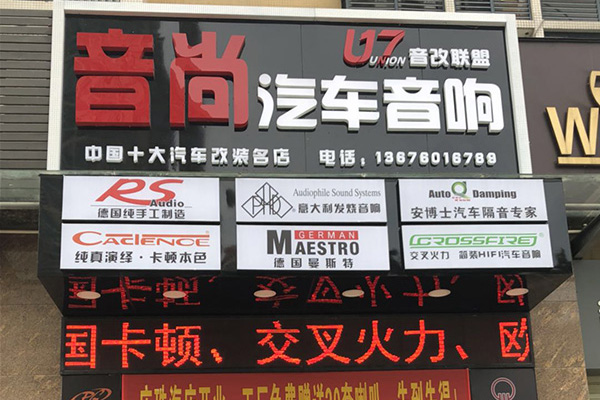 音尚汽车音响
U7 UNION 音改联盟
中国十大汽车改装名店 电话：13676016789
RS Audio
德国纯手工制造
PHD Audiophile Sound Systems
意大利发烧音响
Auto Q Damping
安博士汽车隔音专家
CADENCE
纯真演绎·卡顿本色
GERMAN MAESTRO
德国曼斯特
CROSSFIRE
交叉火力 HIFI汽车音响
国卡顿、交叉火力、欧
W